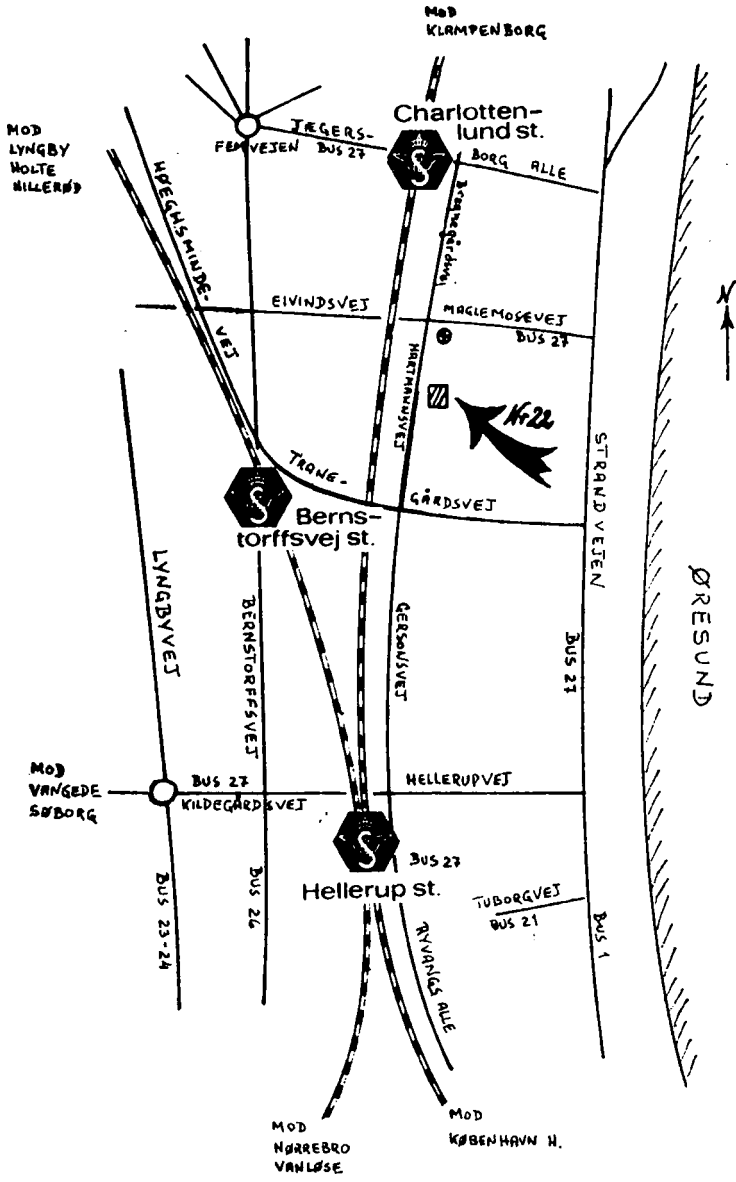 MOD
KLAMPENBORG
MOD
LYNGBY
HOLTE
HILLERØD
Charlotten-
lund st.
JÆGERS-
BUS 27
BORG ALLE
FEMVEJEN
HØEGHSMINDE-
VEJ
Bregnegårdsvej
N
EIVINDSVEJ
MAGLEMOSEVEJ
BUS 27
HARTMANNSVEJ
Nr 22
TRANE-
GÅRDSVEJ
STRANDVEJEN
S
S
S
Berns-
torffsvej st.
LYNGBYVEJ
BERNSTORFFSVEJ
GERSONSVEJ
BUS 27
ØRESUND
MOD
VANGEDE
SØBORG
BUS 27
KILDEGÅRDSVEJ
HELLERUPVEJ
BUS 27
Hellerup st.
BUS 23-24
BUS 26
TUBORGVEJ
BUS 21
BUS 1
RYVANGS ALLE
MOD
NØRREBRO
VANLØSE
MOD
KØBENHAVN H.